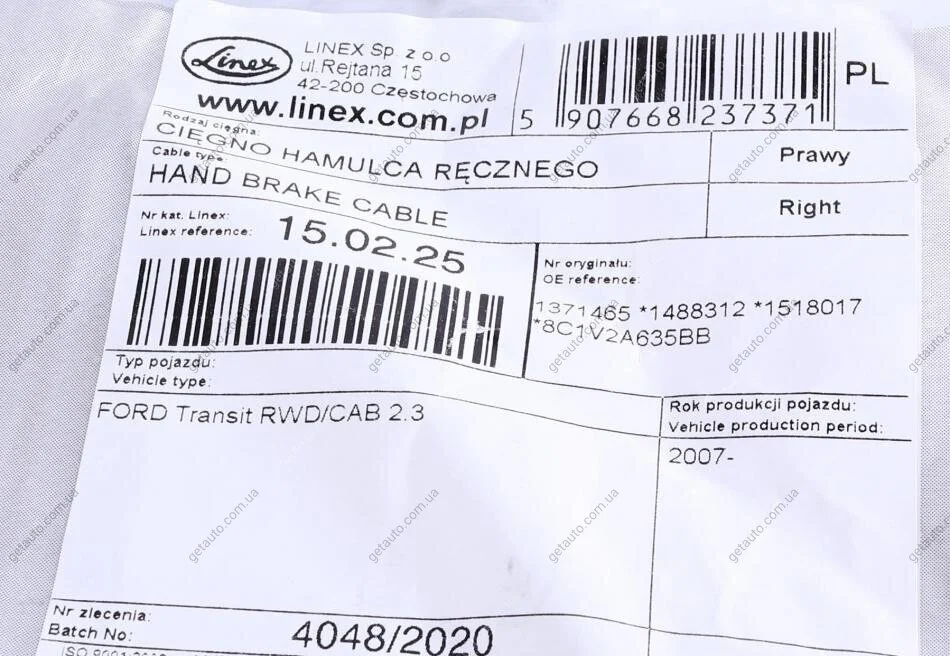 Linex
LINEX Sp. z o.o
ul.Rejtana 15
42-200 Częstochowa
www.linex.com.pl
5 907668 237371
PL
Rodzaj cięgna:
CIĘGNO HAMULCA RĘCZNEGO
Prawy
Cable type:
HAND BRAKE CABLE
Right
Nr kat. Linex:
Linex reference:
15.02.25
Nr oryginału:
OE reference:
1371465 *1488312 *1518017
*8C1V2A635BB
Typ pojazdu:
Vehicle type:
FORD Transit RWD/CAB 2.3
Rok produkcji pojazdu:
Vehicle production period:
2007-
Nr zlecenia:
Batch No:
4048/2020
getauto.com.ua